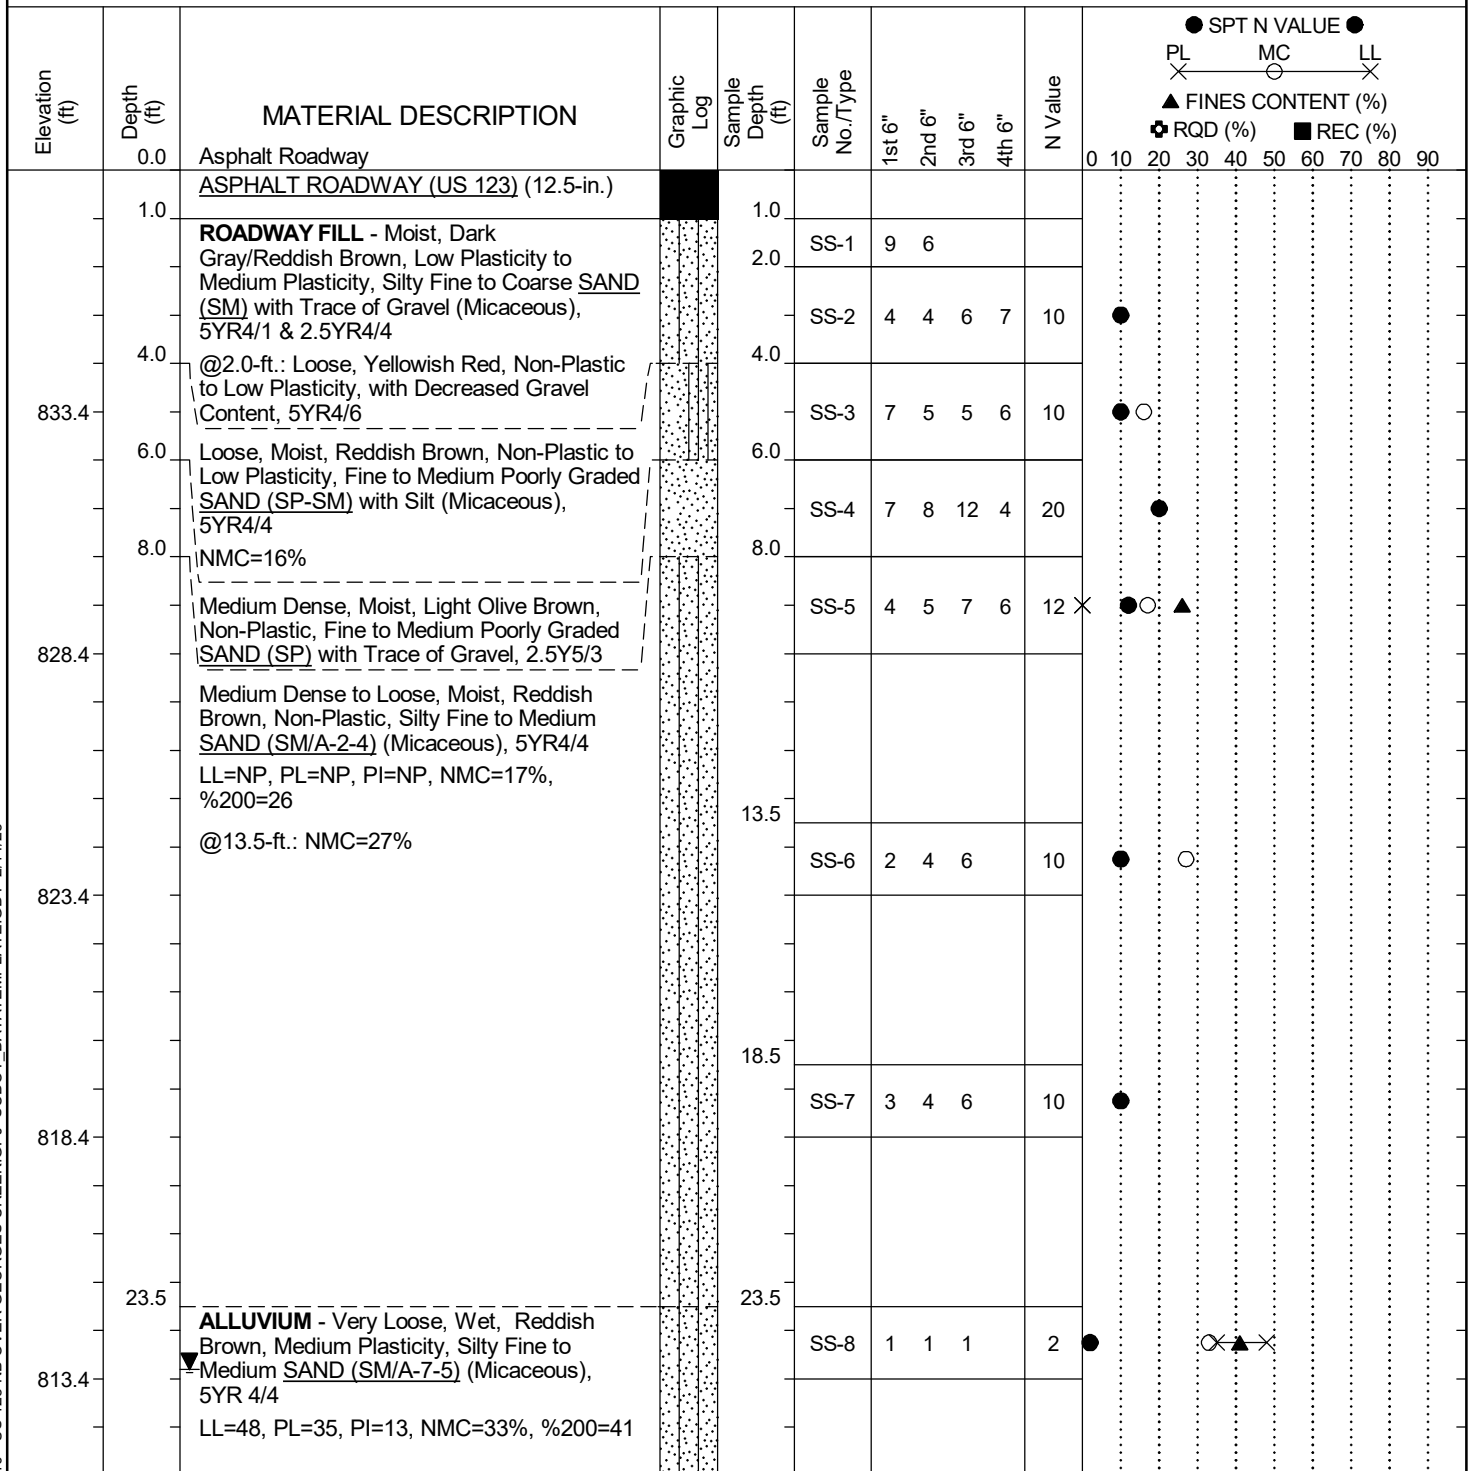 ● SPT N VALUE ●
PL MC LL
▲ FINES CONTENT (%)
RQD (%) ■ REC (%)
0 10 20 30 40 50 60 70 80 90
Elevation (ft)
Depth (ft)
MATERIAL DESCRIPTION
Graphic Log
Sample Depth (ft)
Sample No./Type
1st 6"
2nd 6"
3rd 6"
4th 6"
N Value
0.0 Asphalt Roadway
ASPHALT ROADWAY (US 123) (12.5-in.)
1.0 1.0
ROADWAY FILL - Moist, Dark
Gray/Reddish Brown, Low Plasticity to
Medium Plasticity, Silty Fine to Coarse SAND
(SM) with Trace of Gravel (Micaceous),
5YR4/1 & 2.5YR4/4
SS-1 9 6
2.0
SS-2 4 4 6 7 10
4.0 4.0
@2.0-ft.: Loose, Yellowish Red, Non-Plastic
to Low Plasticity, with Decreased Gravel
Content, 5YR4/6
833.4
SS-3 7 5 5 6 10
6.0 6.0
Loose, Moist, Reddish Brown, Non-Plastic to
Low Plasticity, Fine to Medium Poorly Graded
SAND (SP-SM) with Silt (Micaceous),
5YR4/4
NMC=16%
SS-4 7 8 12 4 20
8.0 8.0
Medium Dense, Moist, Light Olive Brown,
Non-Plastic, Fine to Medium Poorly Graded
SAND (SP) with Trace of Gravel, 2.5Y5/3
SS-5 4 5 7 6 12
828.4
Medium Dense to Loose, Moist, Reddish
Brown, Non-Plastic, Silty Fine to Medium
SAND (SM/A-2-4) (Micaceous), 5YR4/4
LL=NP, PL=NP, PI=NP, NMC=17%,
%200=26
13.5
@13.5-ft.: NMC=27%
SS-6 2 4 6 10
823.4
18.5
SS-7 3 4 6 10
818.4
23.5 23.5
ALLUVIUM - Very Loose, Wet, Reddish
Brown, Medium Plasticity, Silty Fine to
Medium SAND (SM/A-7-5) (Micaceous),
5YR 4/4
SS-8 1 1 1 2
813.4
LL=48, PL=35, PI=13, NMC=33%, %200=41